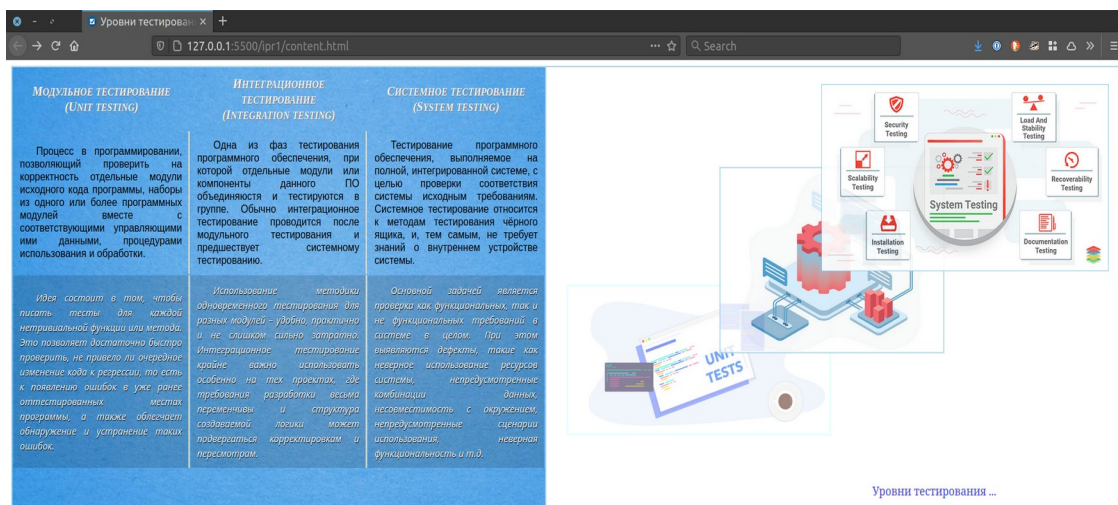 Уровни тестирован
127.0.0.1:5500/ipr1/content.html
Search
Модульное тестирование
(Unit testing)
Интеграционное
тестирование
(Integration testing)
Системное тестирование
(System testing)
Процесс в программировании,
позволяющий проверить на
корректность отдельные модули
исходного кода программы, наборы
из одного или более программных
модулей вместе с
соответствующими управляющими
ими данными, процедурами
использования и обработки.
Одна из фаз тестирования
программного обеспечения, при
которой отдельные модули или
компоненты данного ПО
объединяюстя и тестируются в
группе. Обычно интеграционное
тестирование проводится после
модульного тестирования и
предшествует системному
тестированию.
Тестирование программного
обеспечения, выполняемое на
полной, интегрированной системе, с
целью проверки соответствия
системы исходным требованиям.
Системное тестирование относится
к методам тестирования чёрного
ящика, и, тем самым, не требует
знаний о внутреннем устройстве
системы.
Идея состоит в том, чтобы
писать тесты для каждой
нетривиальной функции или метода.
Это позволяет достаточно быстро
проверить, не привело ли очередное
изменение кода к регрессии, то есть
к появлению ошибок в уже ранее
оттестированных местах
программы, а также облегчает
обнаружение и устранение таких
ошибок.
Использование методики
одновременного тестирования для
разных модулей – удобно, практично
и не слишком сильно затратно.
Интеграционное тестирование
крайне важно использовать
особенно на тех проектах, где
требования разработки весьма
переменчивы и структура
создаваемой логики может
подвергаться корректировкам и
пересмотрам.
Основной задачей является
проверка как функциональных, так и
не функциональных требований в
системе в целом. При этом
выявляются дефекты, такие как
неверное использование ресурсов
системы, непредусмотренные
комбинации данных,
несовместимость с окружением,
непредусмотренные сценарии
использования, неверная
функциональность и т.д.
Security
Testing
Load And
Stability
Testing
Scalability
Testing
Recoverability
Testing
System Testing
Installation
Testing
Documentation
Testing
UNIT
TESTS
Уровни тестирования ...